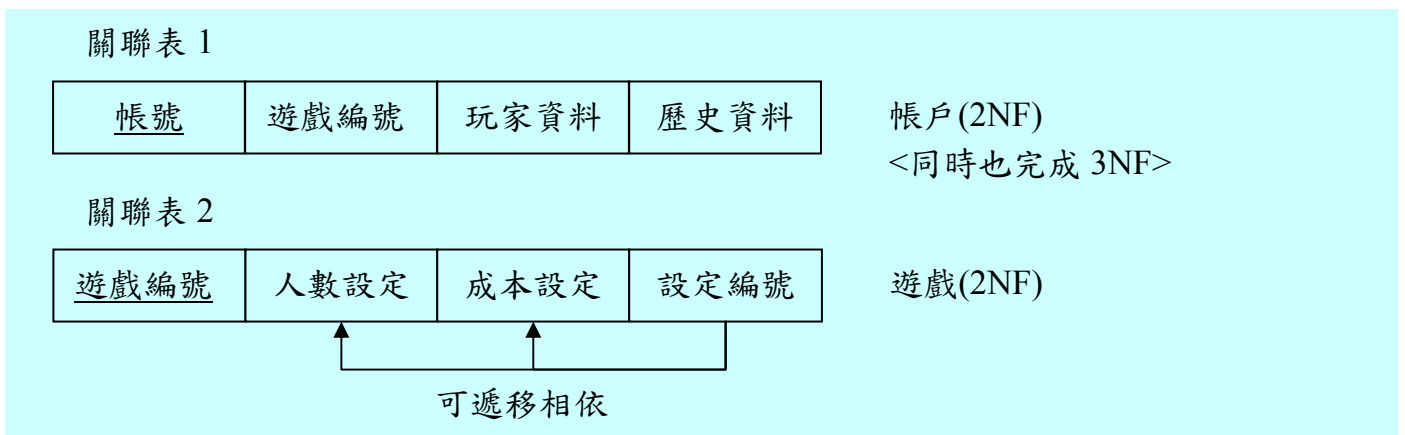 關聯表 1
帳號 遊戲編號 玩家資料 歷史資料 帳戶(2NF)
<同時也完成 3NF>
關聯表 2
遊戲編號 人數設定 成本設定 設定編號 遊戲(2NF)
可遞移相依